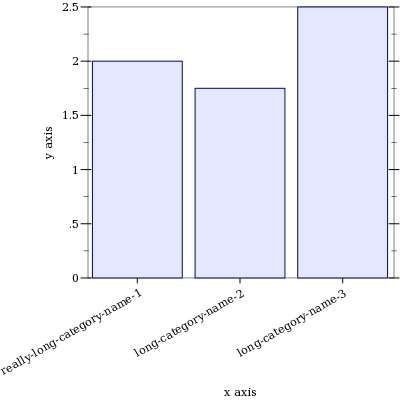 2.5
2
1.5
1
.5
0
y axis
really-long-category-name-1
long-category-name-2
long-category-name-3
x axis